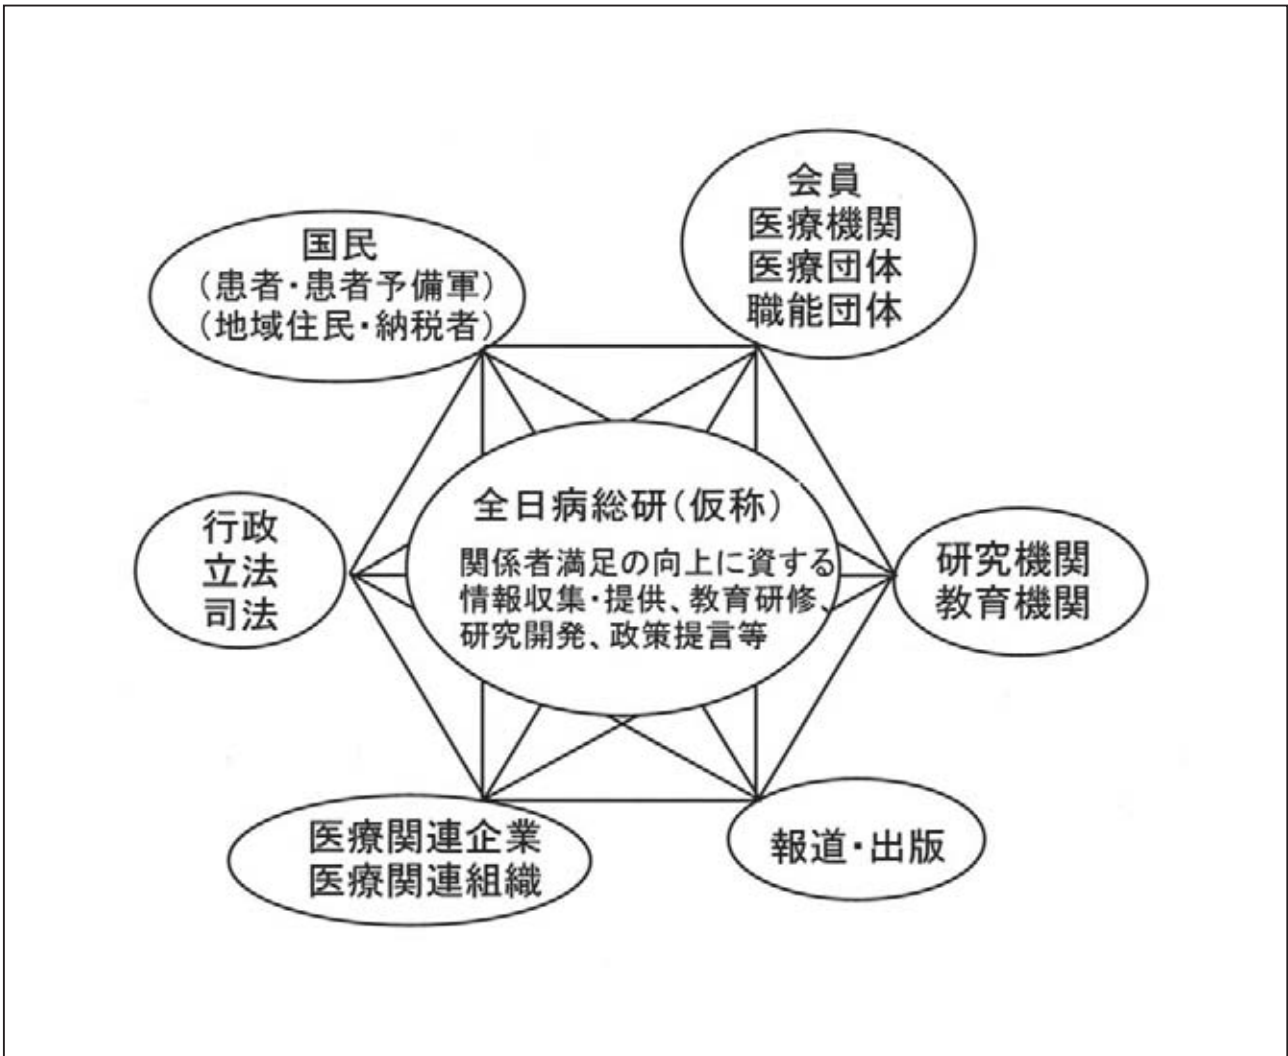 会員
医療機関
医療団体
職能団体
国民
(患者・患者予備軍)
(地域住民・納税者)
全日病総研(仮称)
関係者満足の向上に資する
情報収集・提供、教育研修、
研究開発、政策提言等
行政
立法
司法
研究機関
教育機関
医療関連企業
医療関連組織
報道・出版